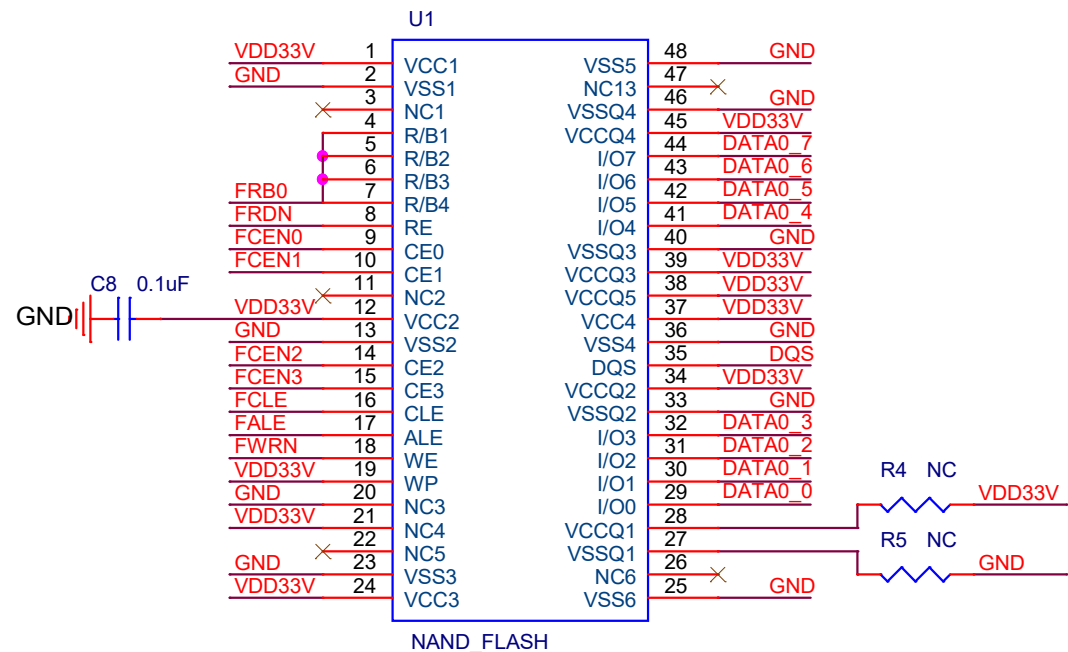 U1
VDD33V 1 VCC1 VSS5 48 GND
GND 2 VSS1 NC13 47
3 NC1 VSSQ4 46 GND
4 R/B1 VCCQ4 45 VDD33V
5 R/B2 I/O7 44 DATA0_7
6 R/B3 I/O6 43 DATA0_6
FRB0 7 R/B4 I/O5 42 DATA0_5
FRDN 8 RE I/O4 41 DATA0_4
FCEN0 9 CE0 VSSQ3 40 GND
FCEN1 10 CE1 VCCQ3 39 VDD33V
C8 0.1uF
11 NC2 VCCQ5 38 VDD33V
GND VDD33V 12 VCC2 VCC4 37 VDD33V
GND 13 VSS2 VSS4 36 GND
FCEN2 14 CE2 DQS 35 DQS
FCEN3 15 CE3 VCCQ2 34 VDD33V
FCLE 16 CLE VSSQ2 33 GND
FALE 17 ALE I/O3 32 DATA0_3
FWRN 18 WE I/O2 31 DATA0_2
VDD33V 19 WP I/O1 30 DATA0_1
R4 NC
GND 20 NC3 I/O0 29 DATA0_0
VDD33V
VDD33V 21 NC4 VCCQ1 28
R5 NC
22 NC5 VSSQ1 27
GND
GND 23 VSS3 NC6 26
VDD33V 24 VCC3 VSS6 25 GND
NAND_FLASH